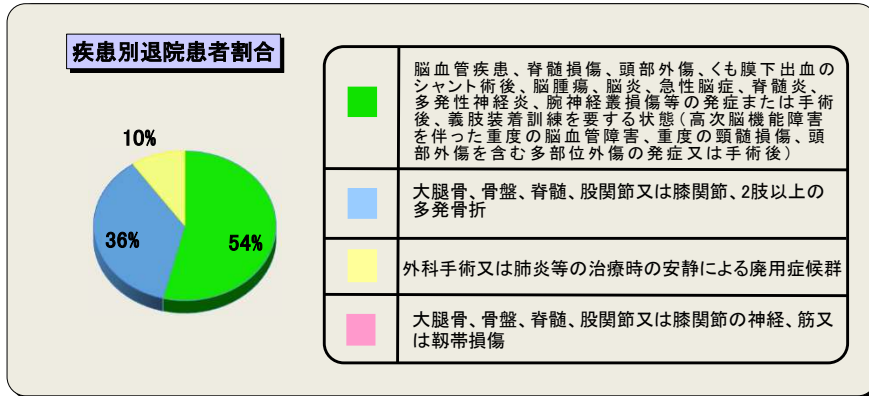 疾患別退院患者割合
10%
36%
54%
脳血管疾患、脊髄損傷、頭部外傷、くも膜下出血の
シャント術後、脳腫瘍、脳炎、急性脳症、脊髄炎、
多発性神経炎、腕神経叢損傷等の発症または手術
後、義肢装着訓練を要する状態（高次脳機能障害
を伴った重度の脳血管障害、重度の頸髄損傷、頭
部外傷を含む多部位外傷の発症又は手術後）
大腿骨、骨盤、脊髄、股関節又は膝関節、2肢以上の
多発骨折
外科手術又は肺炎等の治療時の安静による廃用症候群
大腿骨、骨盤、脊髄、股関節又は膝関節の神経、筋又
は靱帯損傷